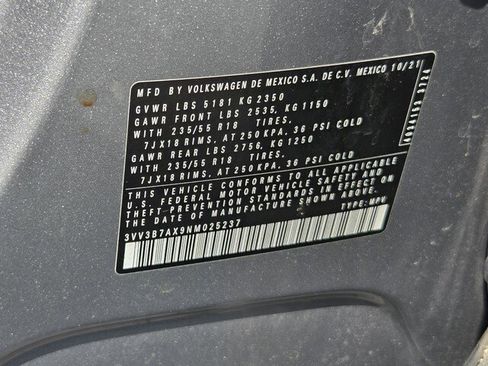 MFD BY VOLKSWAGEN DE MEXICO S.A. DE C.V. MEXICO 10/21
GVWR LBS 5181 KG 2350
GAWR FRONT LBS 2535, KG 1150
WITH 235/55 R18 TIRES.
7JX18 RIMS. AT 250 KPA, 36 PSI COLD
GAWR REAR LBS 2756, KG 1250
WITH 235/55 R18 TIRES.
7JX18 RIMS. AT 250 KPA, 36 PSI COLD
THIS VEHICLE CONFORMS TO ALL APPLICABLE
U.S. FEDERAL MOTOR VEHICLE SAFETY AND
THEFT PREVENTION STANDARDS IN EFFECT ON
THE DATE OF MANUFACTURE SHOWN ABOVE.
3VV3B7AX9NM025237 TYPE: MPV